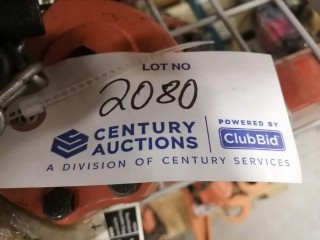 LOT NO
2080
CENTURY
AUCTIONS
POWERED BY
ClubBid
A DIVISION OF CENTURY SERVICES